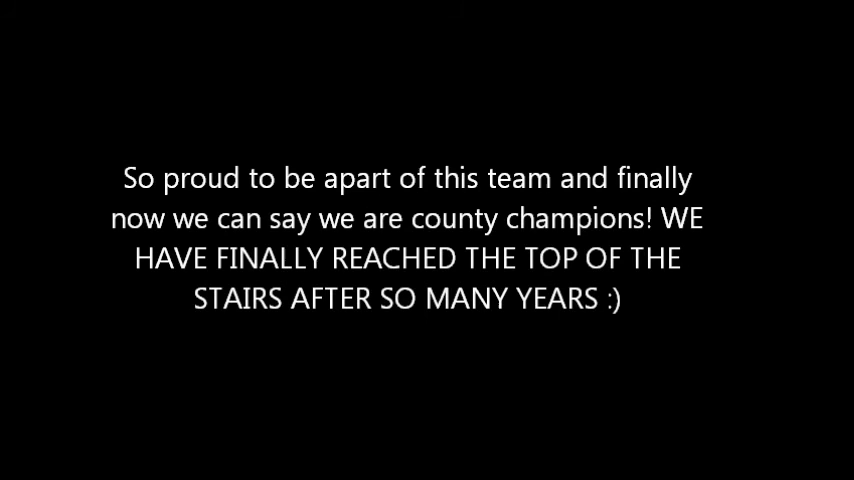 So proud to be apart of this team and finally
now we can say we are county champions! WE
HAVE FINALLY REACHED THE TOP OF THE
STAIRS AFTER SO MANY YEARS :)